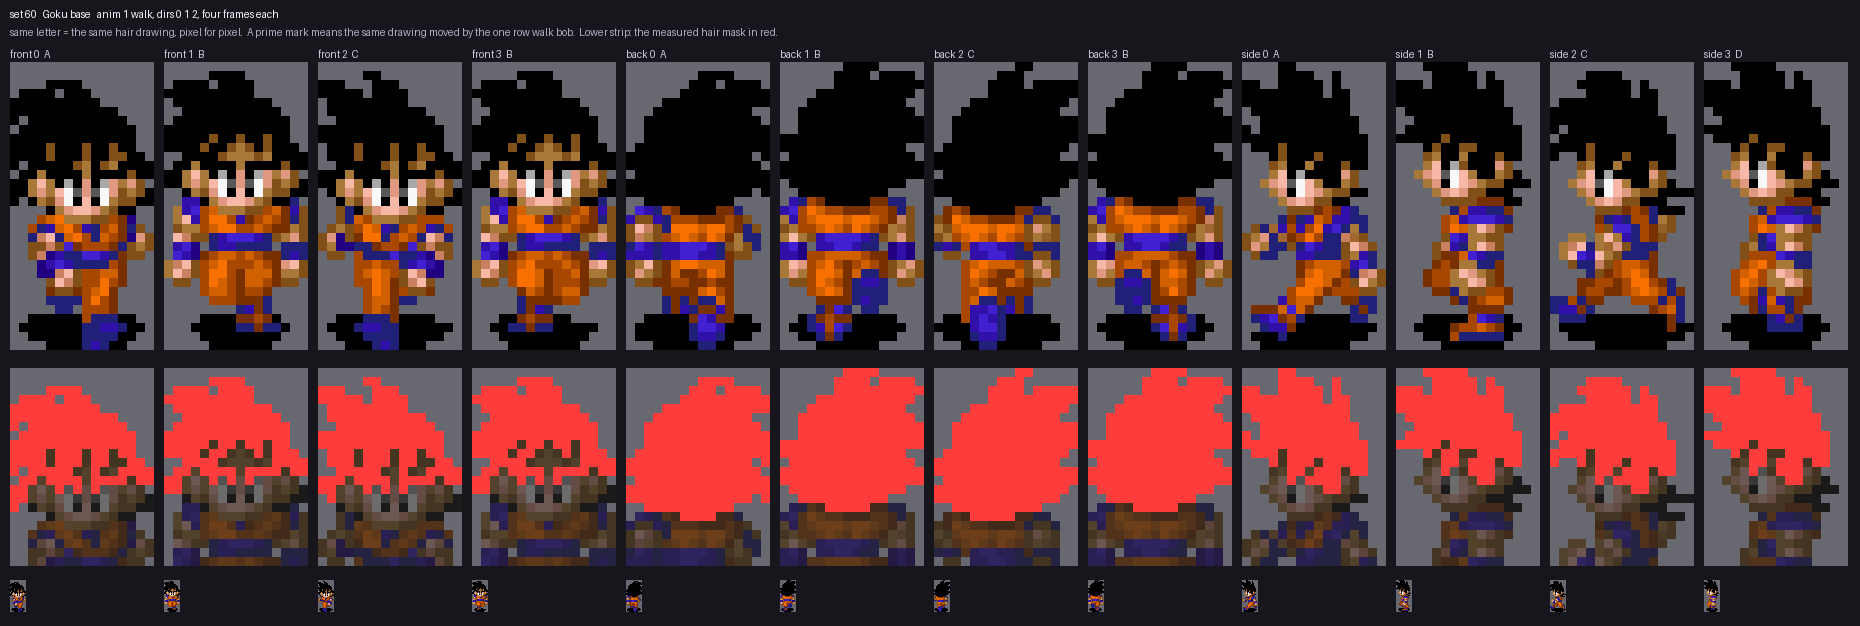 set60 Goku base anim 1 walk, dirs 0 1 2, four frames each
same letter = the same hair drawing, pixel for pixel. A prime mark means the same drawing moved by the one row walk bob. Lower strip: the measured hair mask in red.
front 0 A front 1 B front 2 C front 3 B back 0 A back 1 B back 2 C back 3 B side 0 A side 1 B side 2 C side 3 D